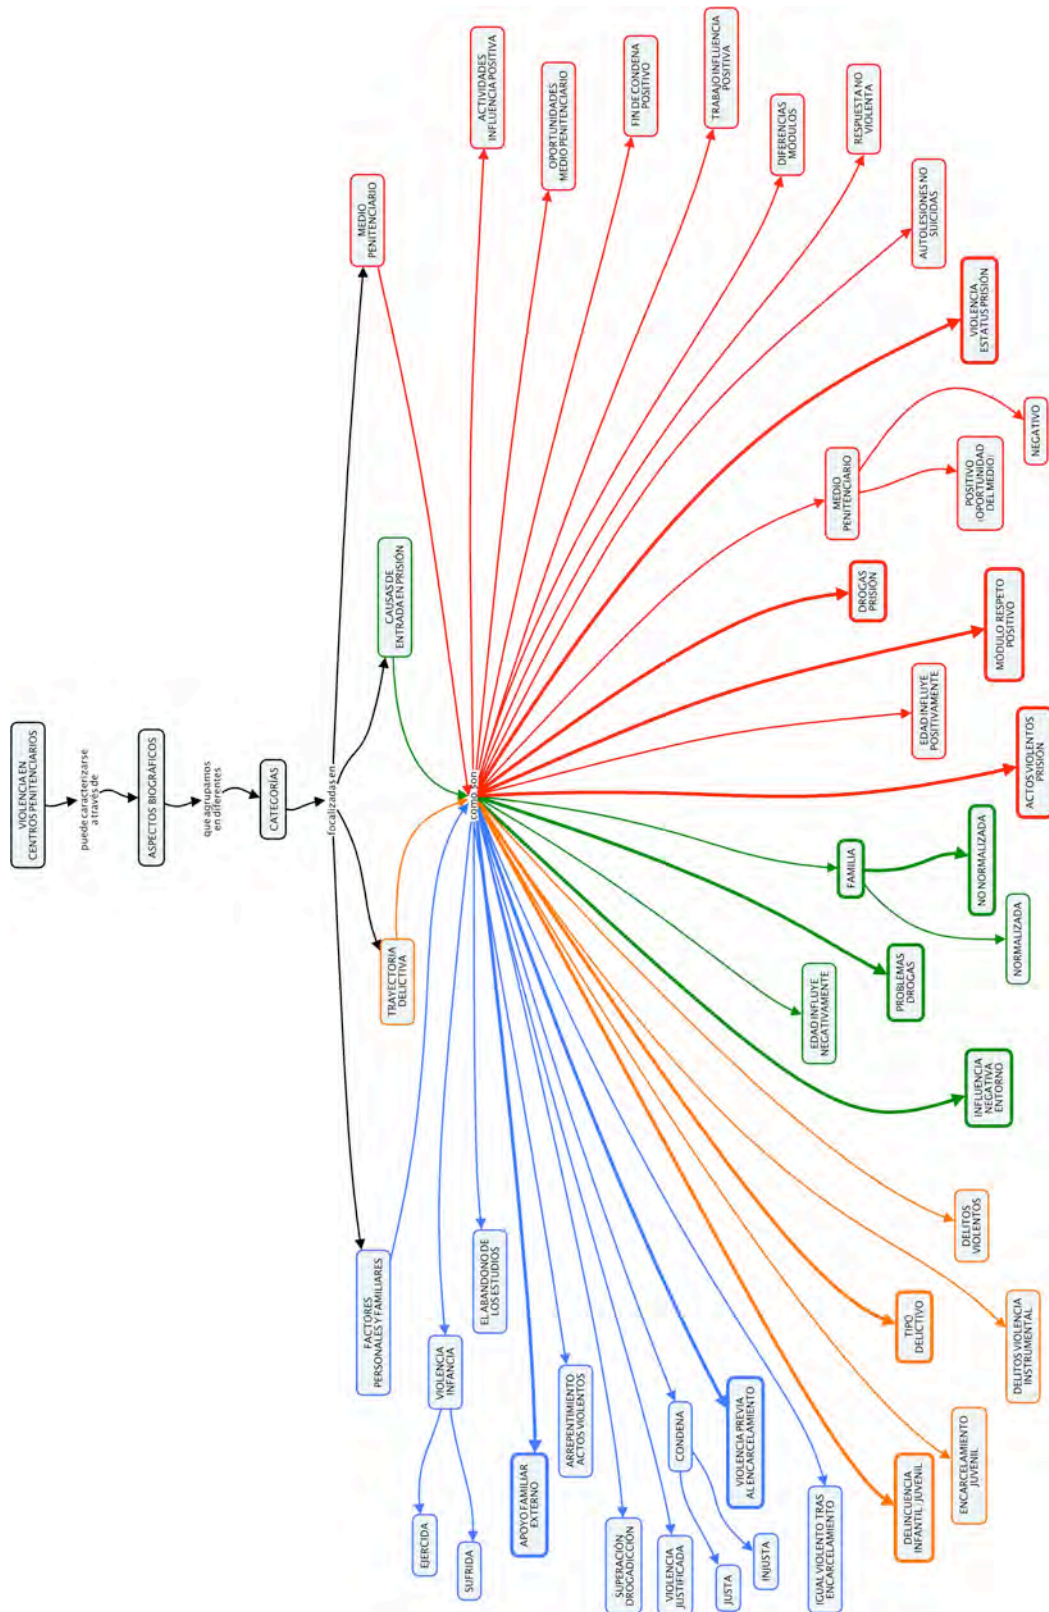 VIOLENCIA EN
CENTROS PENITENCIARIOS
puede caracterizarse
a través de
ASPECTOS BIOGRÁFICOS
que agrupamos
en diferentes
CATEGORÍAS
focalizadas en
FACTORES
PERSONALES Y FAMILIARES
TRAYECTORIA
DELICTIVA
CAUSAS DE
ENTRADA EN PRISIÓN
MEDIO
PENITENCIARIO
como son
VIOLENCIA
INFANCIA
EJERCIDA
SUFRIDA
EL ABANDONO DE
LOS ESTUDIOS
APOYO FAMILIAR
EXTERNO
ARREPENTIMIENTO
ACTOS VIOLENTOS
SUPERACIÓN
DROGADICCIÓN
VIOLENCIA
JUSTIFICADA
CONDENA
JUSTA
INJUSTA
VIOLENCIA PREVIA
AL ENCARCELAMIENTO
IGUAL VIOLENTO TRAS
ENCARCELAMIENTO
DELINCUENCIA
INFANTIL/JUVENIL
ENCARCELAMIENTO
JUVENIL
TIPO
DELICTIVO
DELITOS VIOLENCIA
INSTRUMENTAL
DELITOS
VIOLENTOS
INFLUENCIA
NEGATIVA
ENTORNO
EDAD INFLUYE
NEGATIVAMENTE
PROBLEMAS
DROGAS
FAMILIA
NORMALIZADA
NO NORMALIZADA
ACTOS VIOLENTOS
PRISIÓN
EDAD INFLUYE
POSITIVAMENTE
MÓDULO RESPETO
POSITIVO
DROGAS
PRISIÓN
MEDIO
PENITENCIARIO
POSITIVO
(OPORTUNIDAD
DEL MEDIO)
NEGATIVO
VIOLENCIA
ESTATUS PRISIÓN
AUTOLESIONES NO
SUICIDAS
RESPUESTA NO
VIOLENTA
DIFERENCIAS
MÓDULOS
TRABAJO INFLUENCIA
POSITIVA
FIN DE CONDENA
POSITIVO
OPORTUNIDADES
MEDIO PENITENCIARIO
ACTIVIDADES
INFLUENCIA POSITIVA